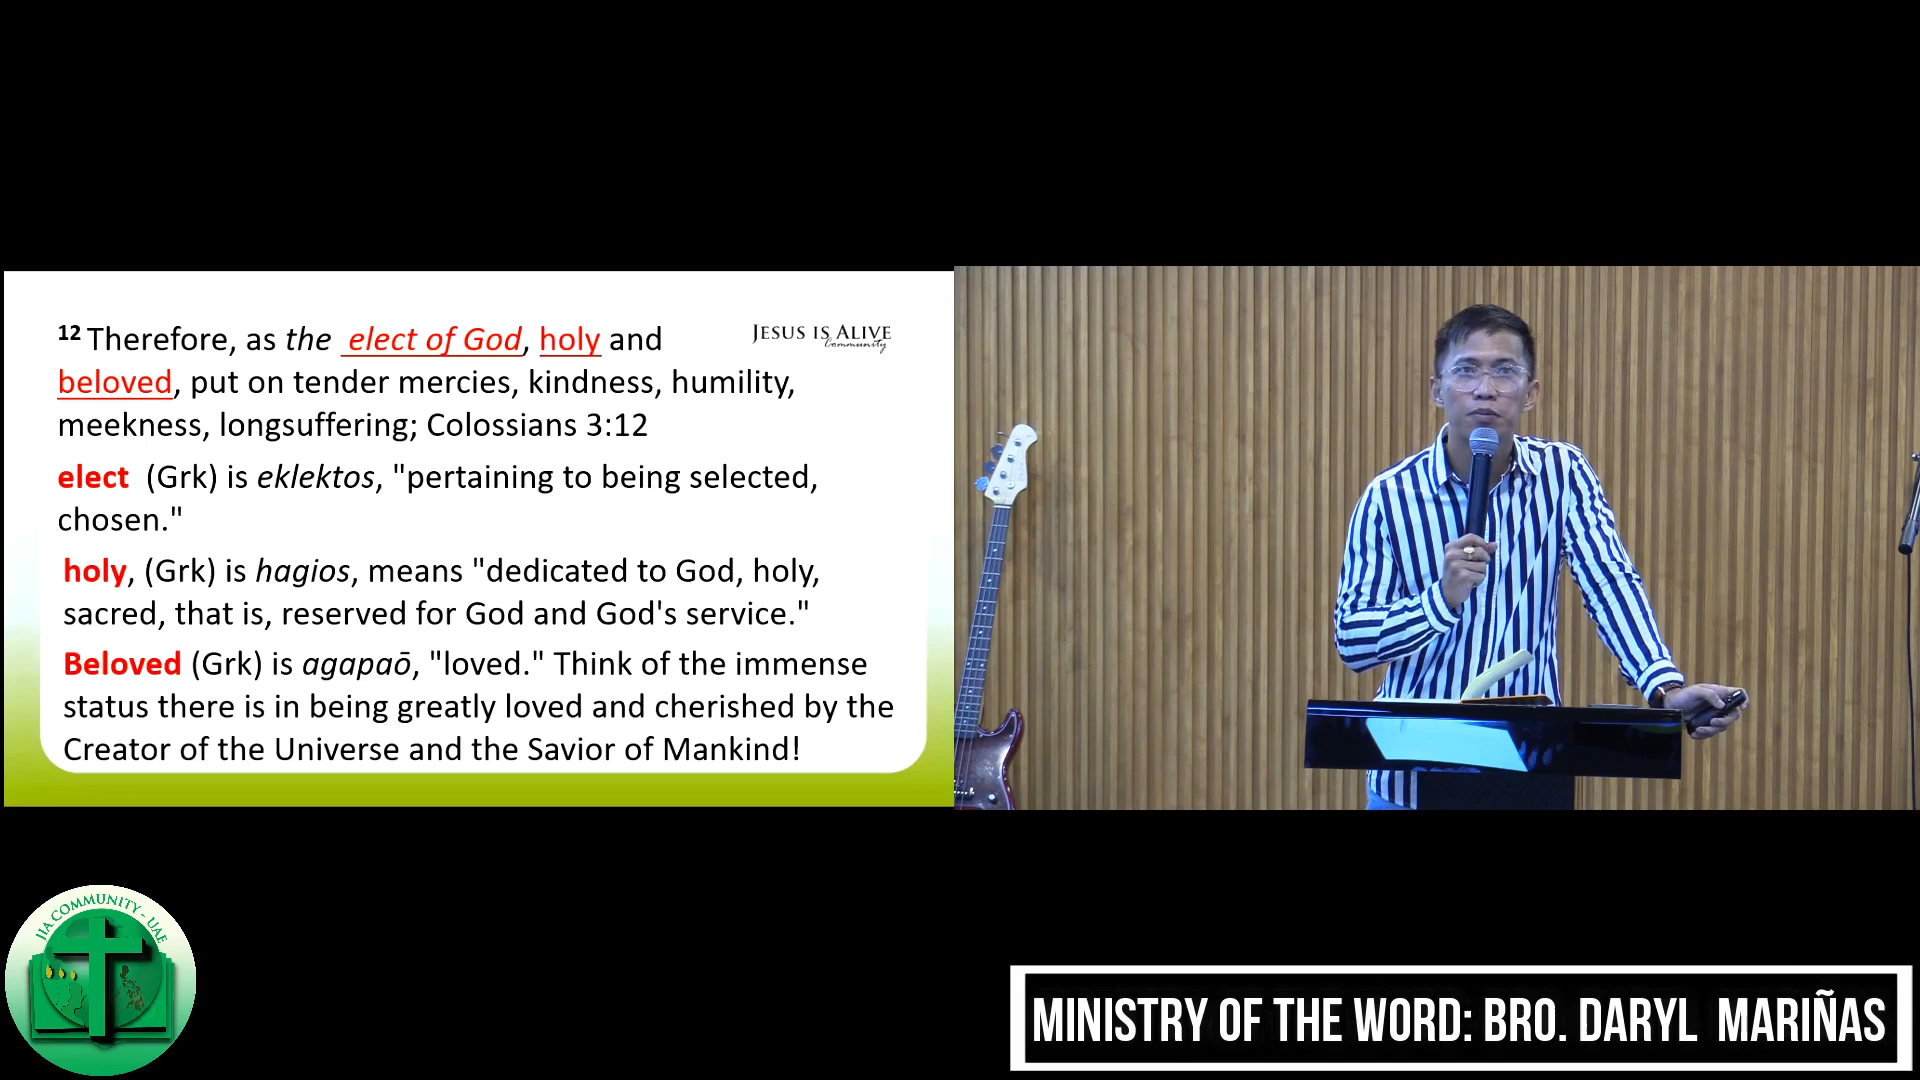 12 Therefore, as the elect of God, holy and
JESUS IS ALIVE
Community
beloved, put on tender mercies, kindness, humility,
meekness, longsuffering; Colossians 3:12
elect (Grk) is eklektos, "pertaining to being selected,
chosen."
holy, (Grk) is hagios, means "dedicated to God, holy,
sacred, that is, reserved for God and God's service."
Beloved (Grk) is agapaō, "loved." Think of the immense
status there is in being greatly loved and cherished by the
Creator of the Universe and the Savior of Mankind!
JIA COMMUNITY - UAE
MINISTRY OF THE WORD: BRO. DARYL MARIÑAS